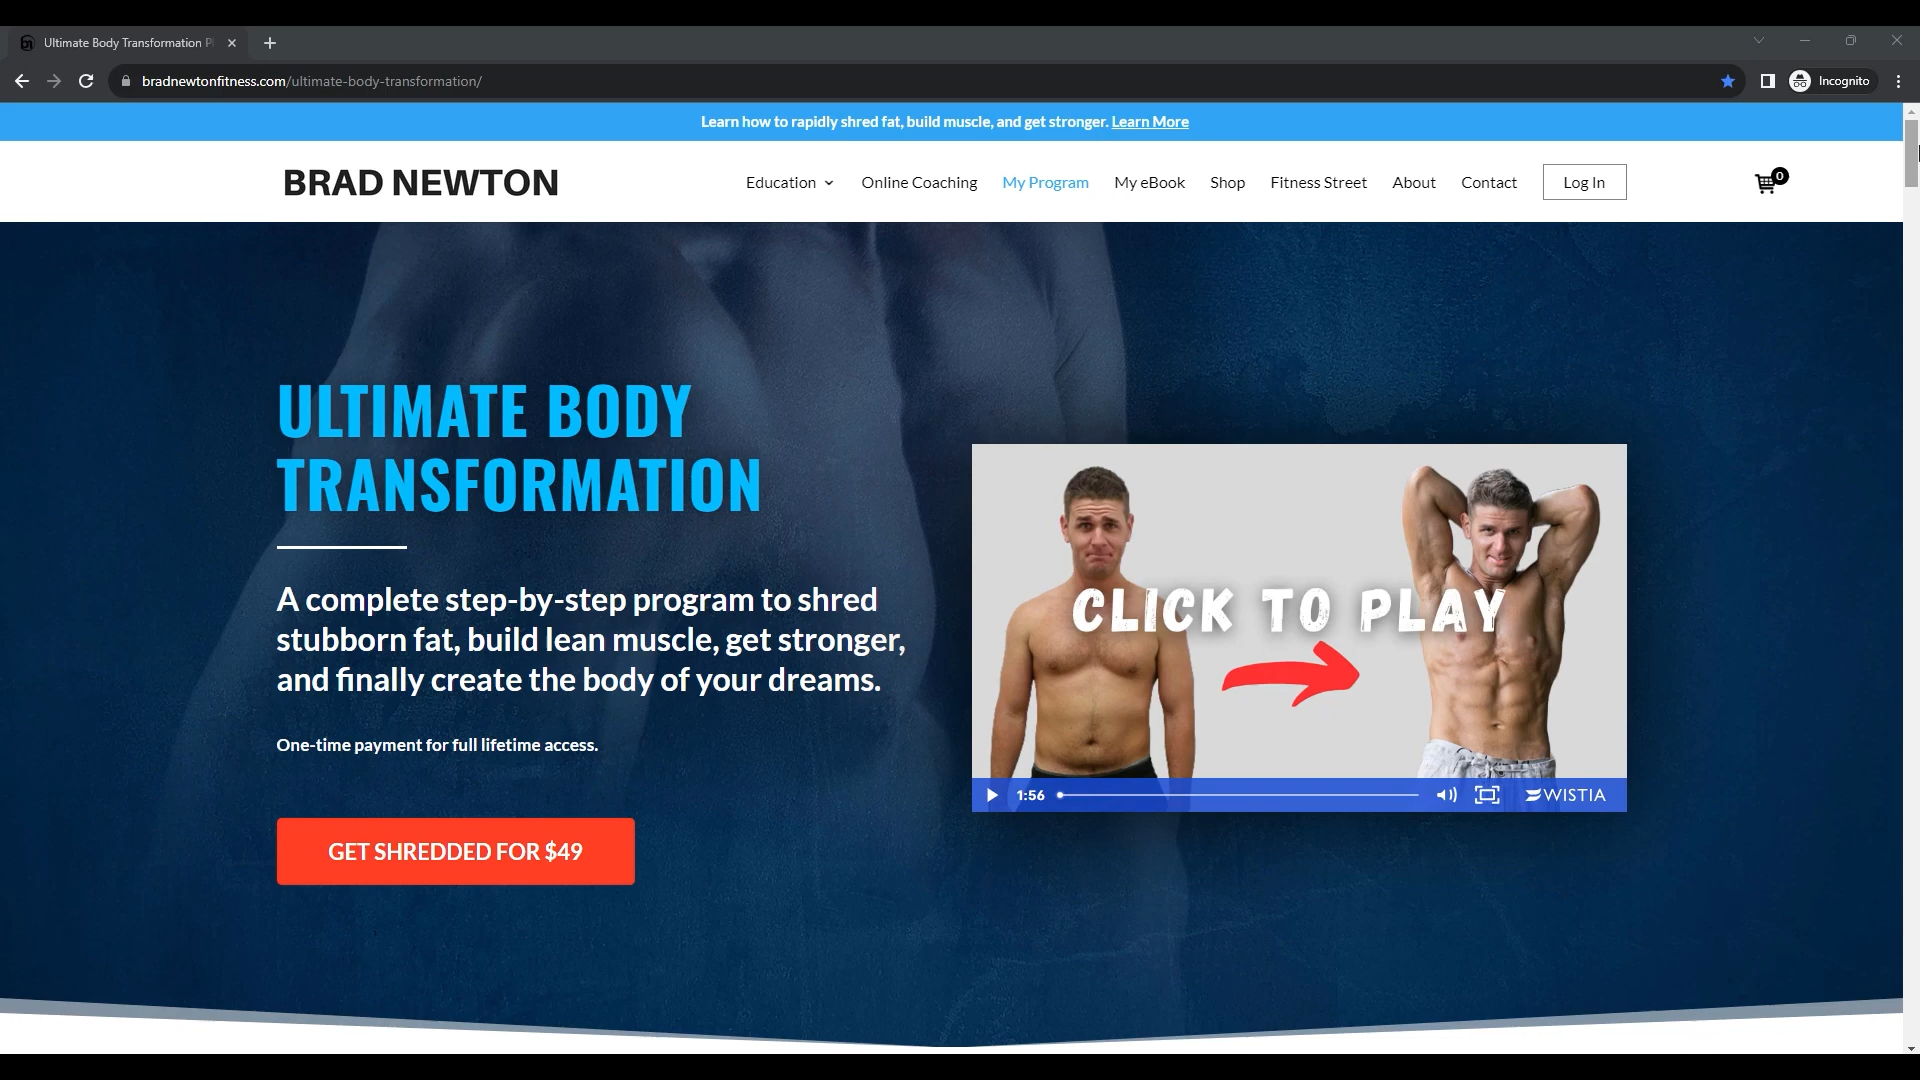 Ultimate Body Transformation Pl
bradnewtonfitness.com/ultimate-body-transformation/
Incognito
Learn how to rapidly shred fat, build muscle, and get stronger. Learn More
BRAD NEWTON
Education
Online Coaching
My Program
My eBook
Shop
Fitness Street
About
Contact
Log In
0
ULTIMATE BODY
TRANSFORMATION
A complete step-by-step program to shred
stubborn fat, build lean muscle, get stronger,
and finally create the body of your dreams.
One-time payment for full lifetime access.
GET SHREDDED FOR $49
CLICK TO PLAY
1:56
WISTIA